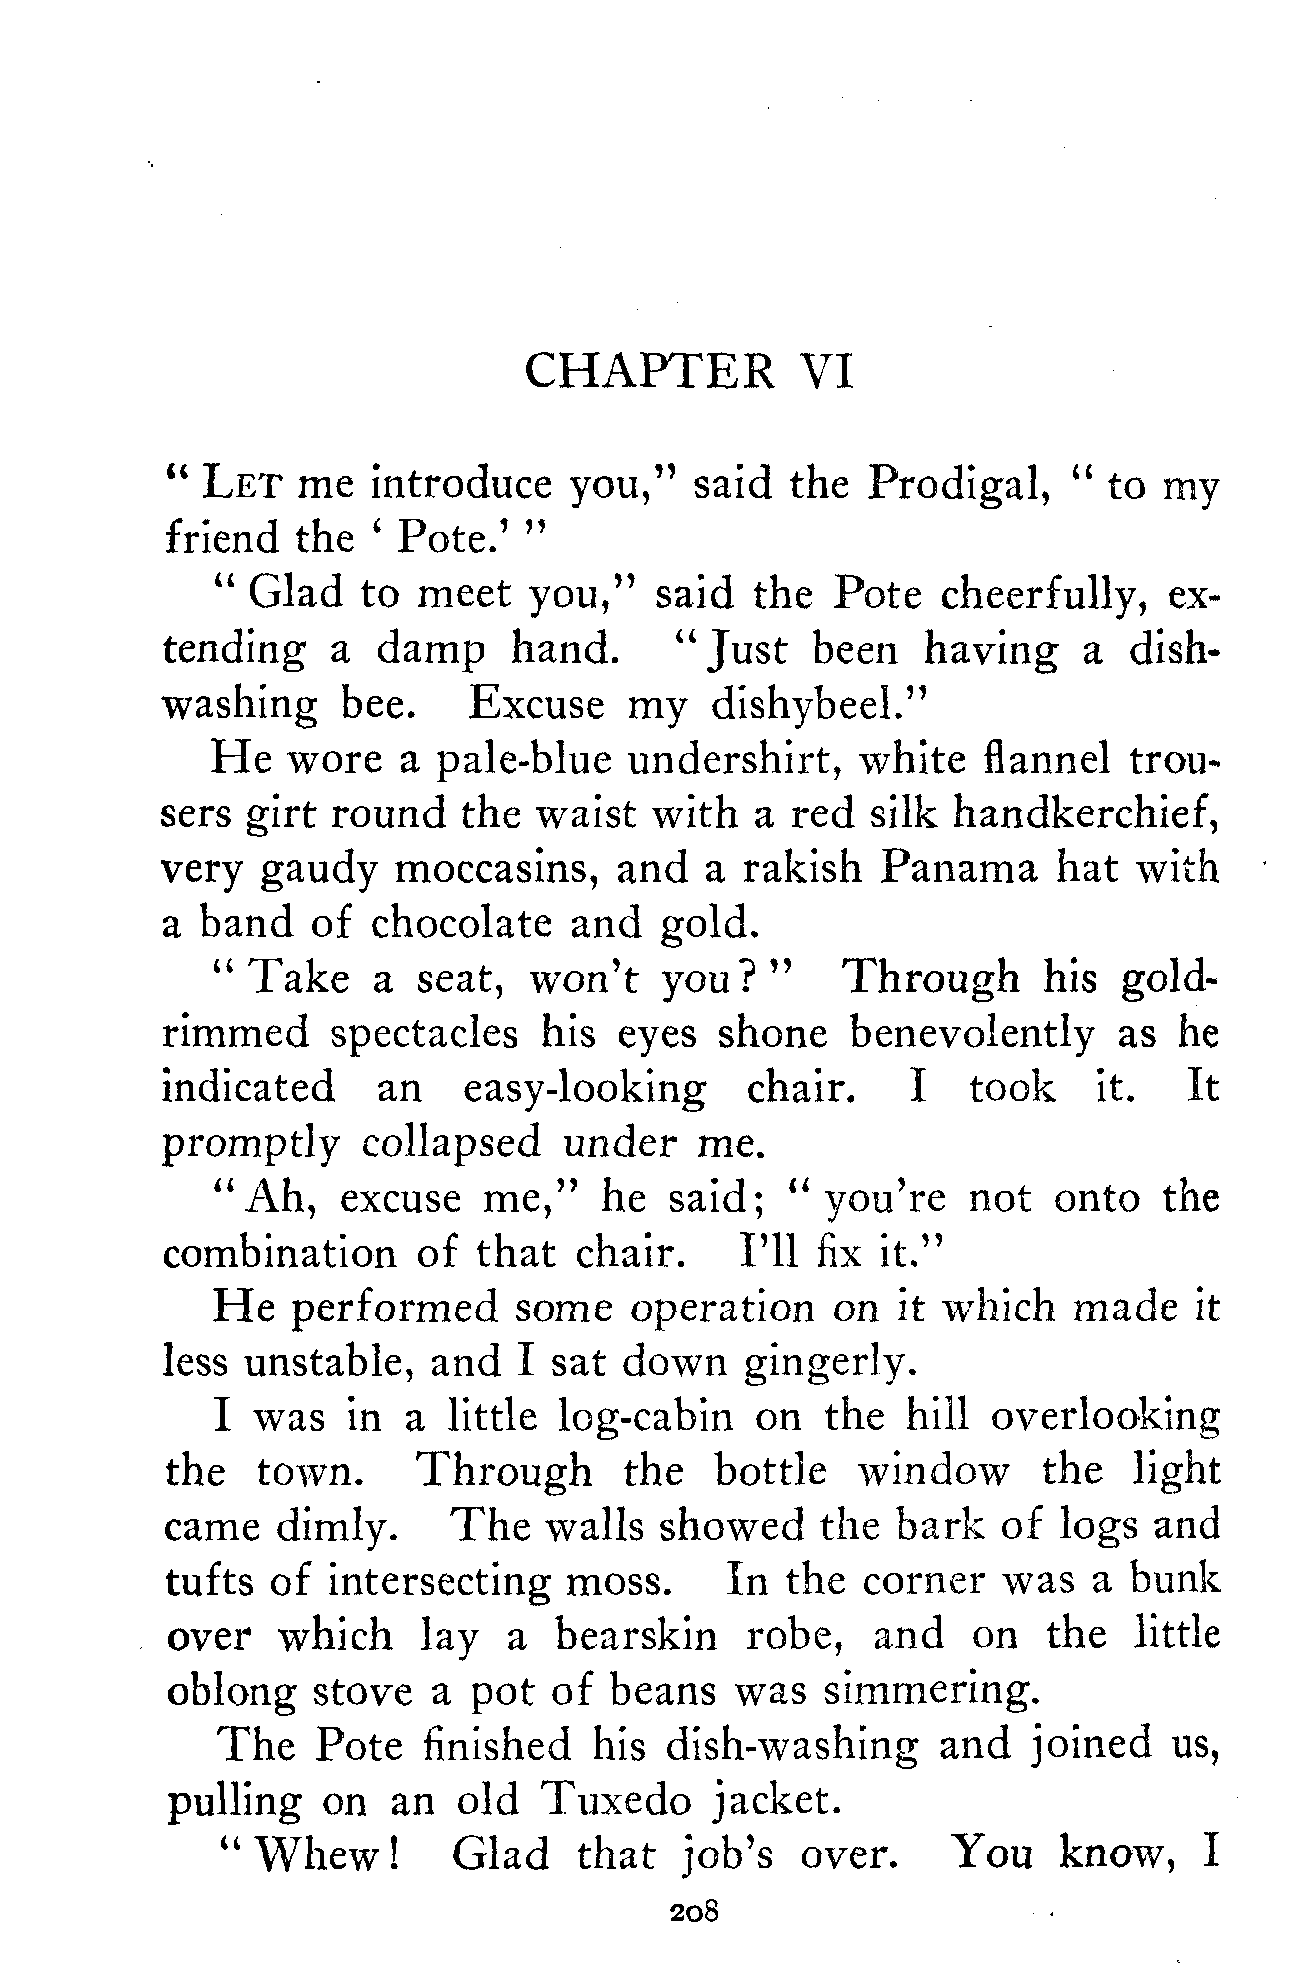 CHAPTER VI
“ LET me introduce you,” said the Prodigal, “ to my
friend the ‘ Pote.’ ”
“ Glad to meet you,” said the Pote cheerfully, ex-
tending a damp hand. “ Just been having a dish-
washing bee. Excuse my dishybeel.”
He wore a pale-blue undershirt, white flannel trou-
sers girt round the waist with a red silk handkerchief,
very gaudy moccasins, and a rakish Panama hat with
a band of chocolate and gold.
“ Take a seat, won’t you? ” Through his gold-
rimmed spectacles his eyes shone benevolently as he
indicated an easy-looking chair. I took it. It
promptly collapsed under me.
“ Ah, excuse me,” he said; “ you’re not onto the
combination of that chair. I’ll fix it.”
He performed some operation on it which made it
less unstable, and I sat down gingerly.
I was in a little log-cabin on the hill overlooking
the town. Through the bottle window the light
came dimly. The walls showed the bark of logs and
tufts of intersecting moss. In the corner was a bunk
over which lay a bearskin robe, and on the little
oblong stove a pot of beans was simmering.
The Pote finished his dish-washing and joined us,
pulling on an old Tuxedo jacket.
“ Whew! Glad that job’s over. You know, I
208